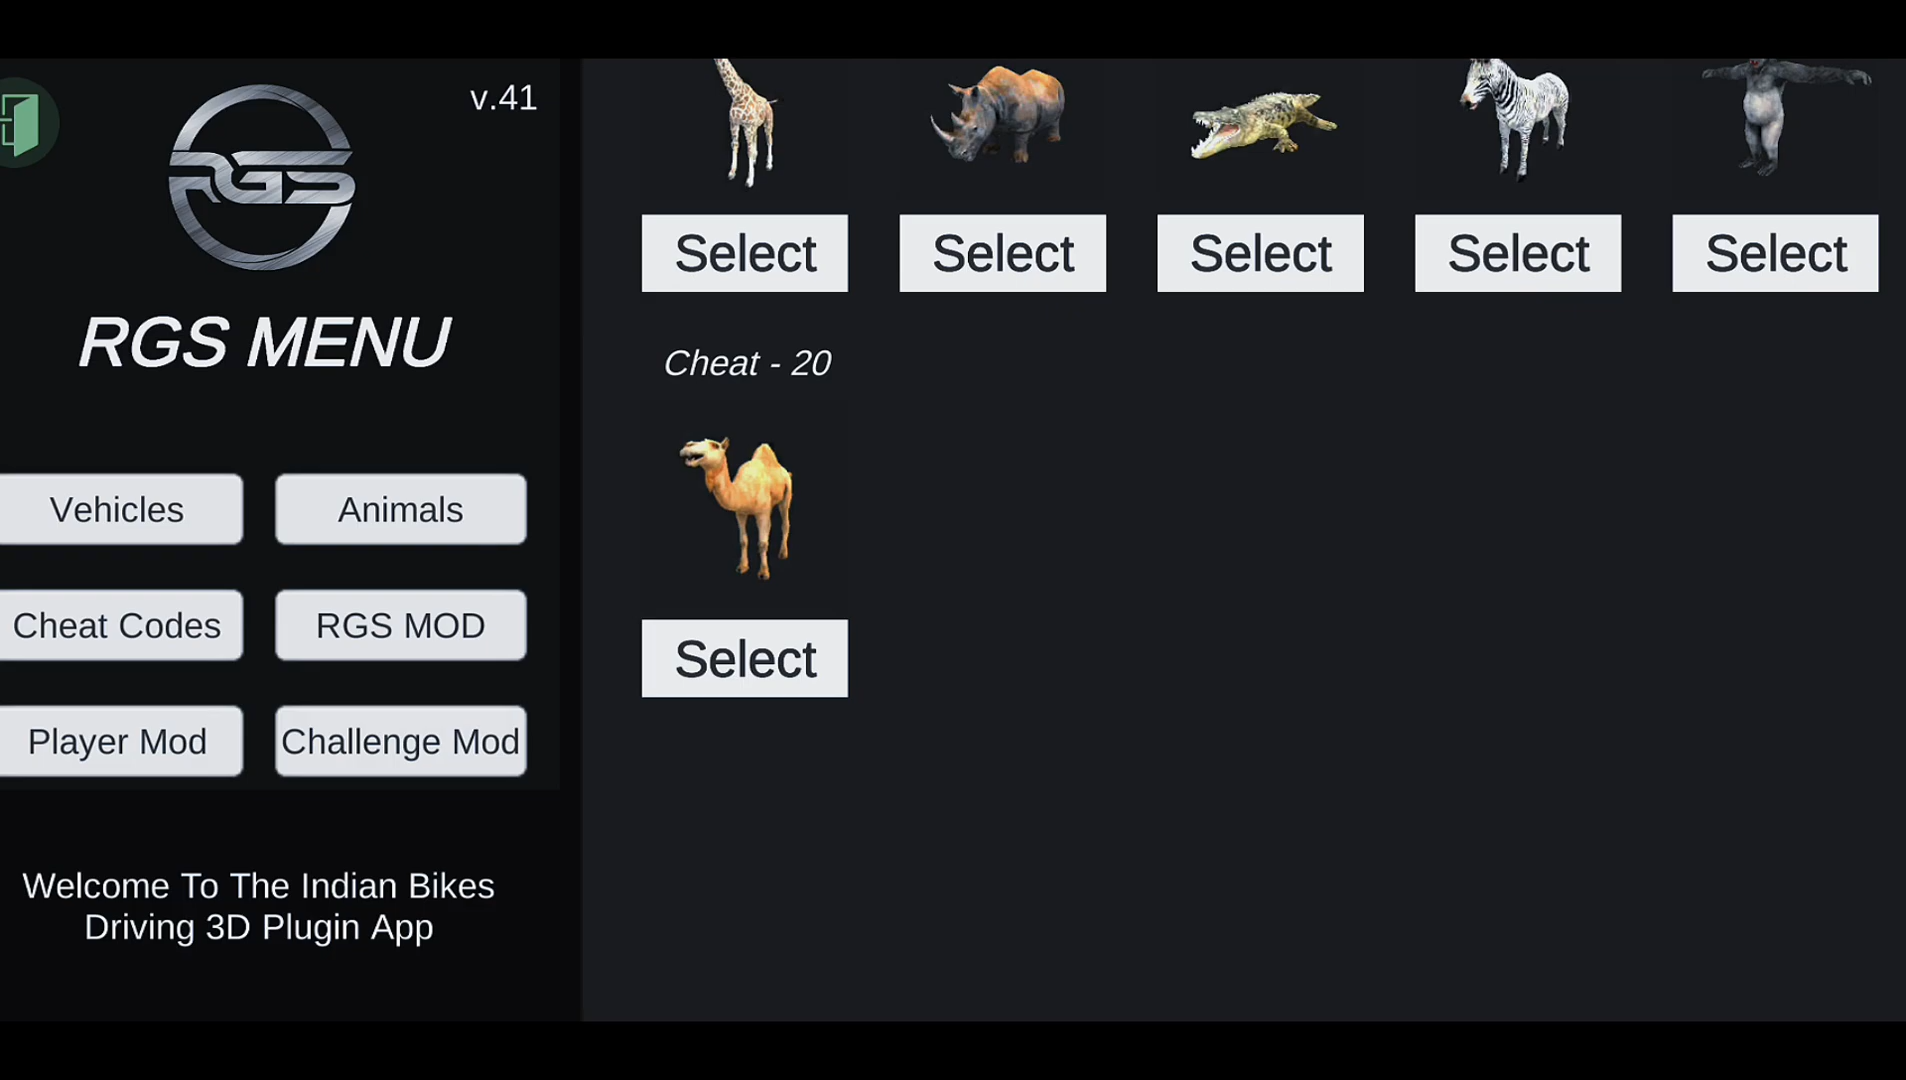 v.41
RGS
RGS MENU
Vehicles
Animals
Cheat Codes
RGS MOD
Player Mod
Challenge Mod
Welcome To The Indian Bikes
Driving 3D Plugin App
Select
Select
Select
Select
Select
Cheat - 20
Select